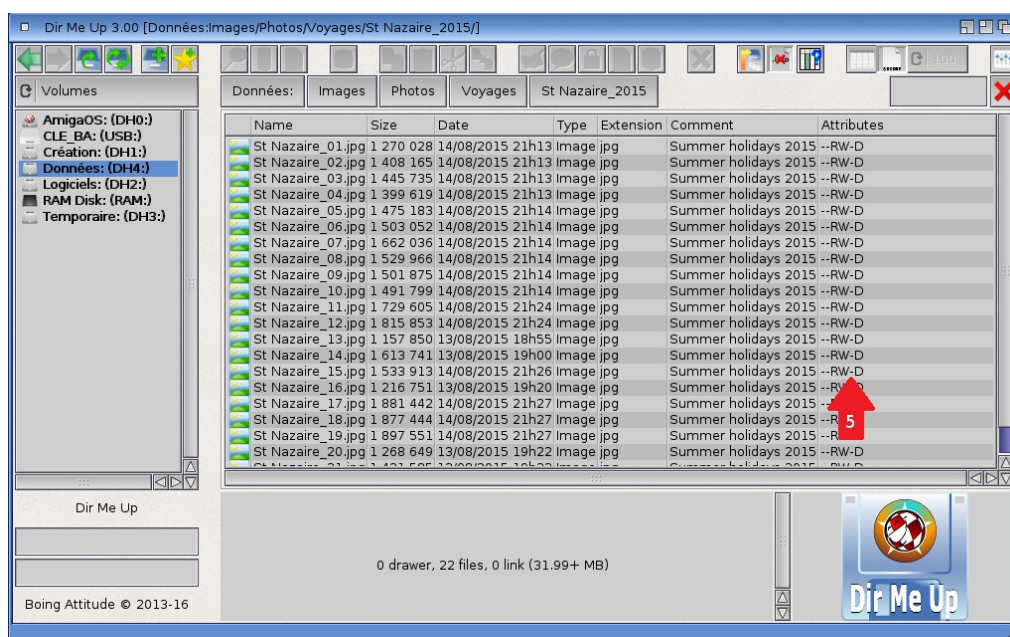 Dir Me Up 3.00 [Données:Images/Photos/Voyages/St Nazaire_2015/]
100
Volumes
Données: Images Photos Voyages St Nazaire_2015
AmigaOS: (DH0:)
CLE_BA: (USB:)
Création: (DH1:)
Données: (DH4:)
Logiciels: (DH2:)
RAM Disk: (RAM:)
Temporaire: (DH3:)
Name Size Date Type Extension Comment Attributes
St Nazaire_01.jpg 1 270 028 14/08/2015 21h13 Image jpg Summer holidays 2015 --RW-D
St Nazaire_02.jpg 1 408 165 14/08/2015 21h13 Image jpg Summer holidays 2015 --RW-D
St Nazaire_03.jpg 1 445 735 14/08/2015 21h13 Image jpg Summer holidays 2015 --RW-D
St Nazaire_04.jpg 1 399 619 14/08/2015 21h13 Image jpg Summer holidays 2015 --RW-D
St Nazaire_05.jpg 1 475 183 14/08/2015 21h14 Image jpg Summer holidays 2015 --RW-D
St Nazaire_06.jpg 1 503 052 14/08/2015 21h14 Image jpg Summer holidays 2015 --RW-D
St Nazaire_07.jpg 1 662 036 14/08/2015 21h14 Image jpg Summer holidays 2015 --RW-D
St Nazaire_08.jpg 1 529 966 14/08/2015 21h14 Image jpg Summer holidays 2015 --RW-D
St Nazaire_09.jpg 1 501 875 14/08/2015 21h14 Image jpg Summer holidays 2015 --RW-D
St Nazaire_10.jpg 1 491 799 14/08/2015 21h14 Image jpg Summer holidays 2015 --RW-D
St Nazaire_11.jpg 1 729 605 14/08/2015 21h24 Image jpg Summer holidays 2015 --RW-D
St Nazaire_12.jpg 1 815 853 14/08/2015 21h24 Image jpg Summer holidays 2015 --RW-D
St Nazaire_13.jpg 1 157 850 13/08/2015 18h55 Image jpg Summer holidays 2015 --RW-D
St Nazaire_14.jpg 1 613 741 13/08/2015 19h00 Image jpg Summer holidays 2015 --RW-D
St Nazaire_15.jpg 1 533 913 14/08/2015 21h26 Image jpg Summer holidays 2015 --RW-D
St Nazaire_16.jpg 1 216 751 13/08/2015 19h20 Image jpg Summer holidays 2015
St Nazaire_17.jpg 1 881 442 14/08/2015 21h27 Image jpg Summer holidays 2015
St Nazaire_18.jpg 1 877 444 14/08/2015 21h27 Image jpg Summer holidays 2015
St Nazaire_19.jpg 1 897 551 14/08/2015 21h27 Image jpg Summer holidays 2015
St Nazaire_20.jpg 1 268 649 13/08/2015 19h22 Image jpg Summer holidays 2015 --RW-D
5
Dir Me Up
0 drawer, 22 files, 0 link (31.99+ MB)
Boing Attitude © 2013-16
Dir Me Up